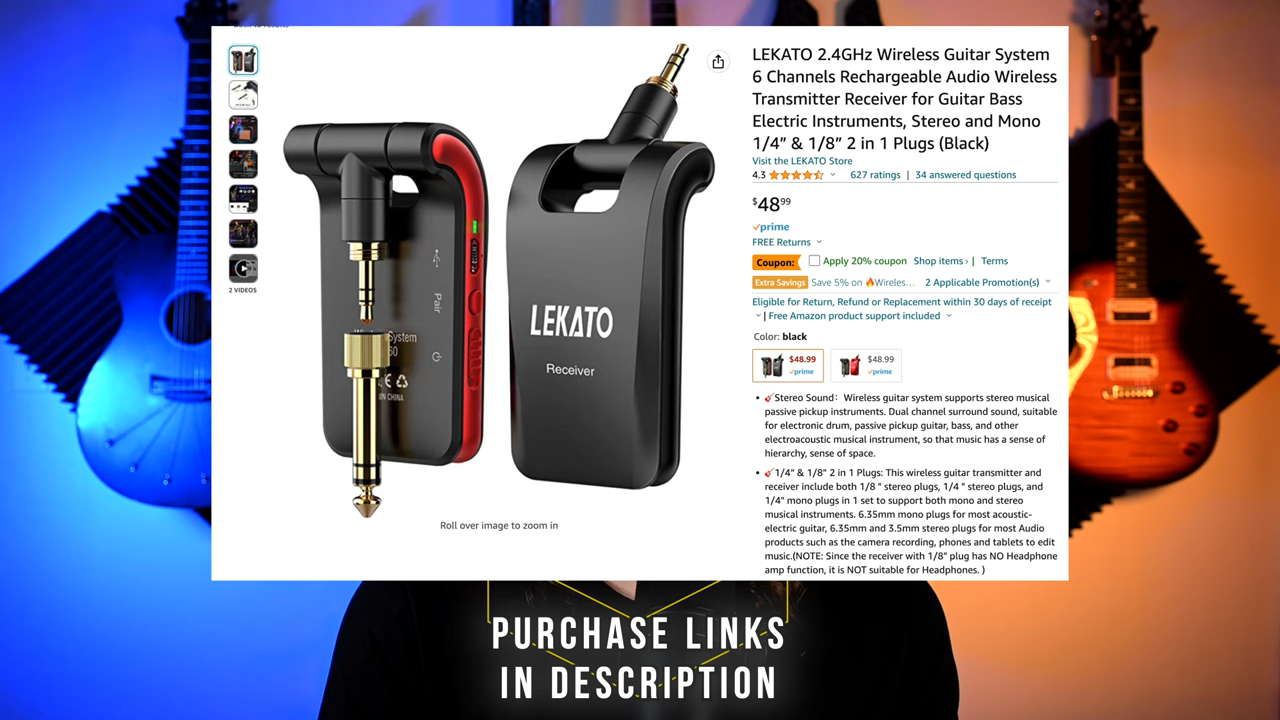 LEKATO 2.4GHz Wireless Guitar System
6 Channels Rechargeable Audio Wireless
Transmitter Receiver for Guitar Bass
Electric Instruments, Stereo and Mono
1/4” & 1/8” 2 in 1 Plugs (Black)
Visit the LEKATO Store
4.3 627 ratings | 34 answered questions
$4899
prime
FREE Returns
Coupon: Apply 20% coupon Shop items › | Terms
Extra Savings Save 5% on 🔥Wireles... 2 Applicable Promotion(s)
Eligible for Return, Refund or Replacement within 30 days of receipt
| Free Amazon product support included
Color: black
$48.99
prime
$48.99
prime
• 🎸Stereo Sound：Wireless guitar system supports stereo musical
passive pickup instruments. Dual channel surround sound, suitable
for electronic drum, passive pickup guitar, bass, and other
electroacoustic musical instrument, so that music has a sense of
hierarchy, sense of space.
• 🎸1/4" & 1/8" 2 in 1 Plugs: This wireless guitar transmitter and
receiver include both 1/8 " stereo plugs, 1/4 " stereo plugs, and
1/4" mono plugs in 1 set to support both mono and stereo
musical instruments. 6.35mm mono plugs for most acoustic-
electric guitar, 6.35mm and 3.5mm stereo plugs for most Audio
products such as the camera recording, phones and tablets to edit
music.(NOTE: Since the receiver with 1/8" plug has NO Headphone
amp function, it is NOT suitable for Headphones. )
2 VIDEOS
Pair
System
CHINA
LEKATO
Receiver
Roll over image to zoom in
PURCHASE LINKS
IN DESCRIPTION